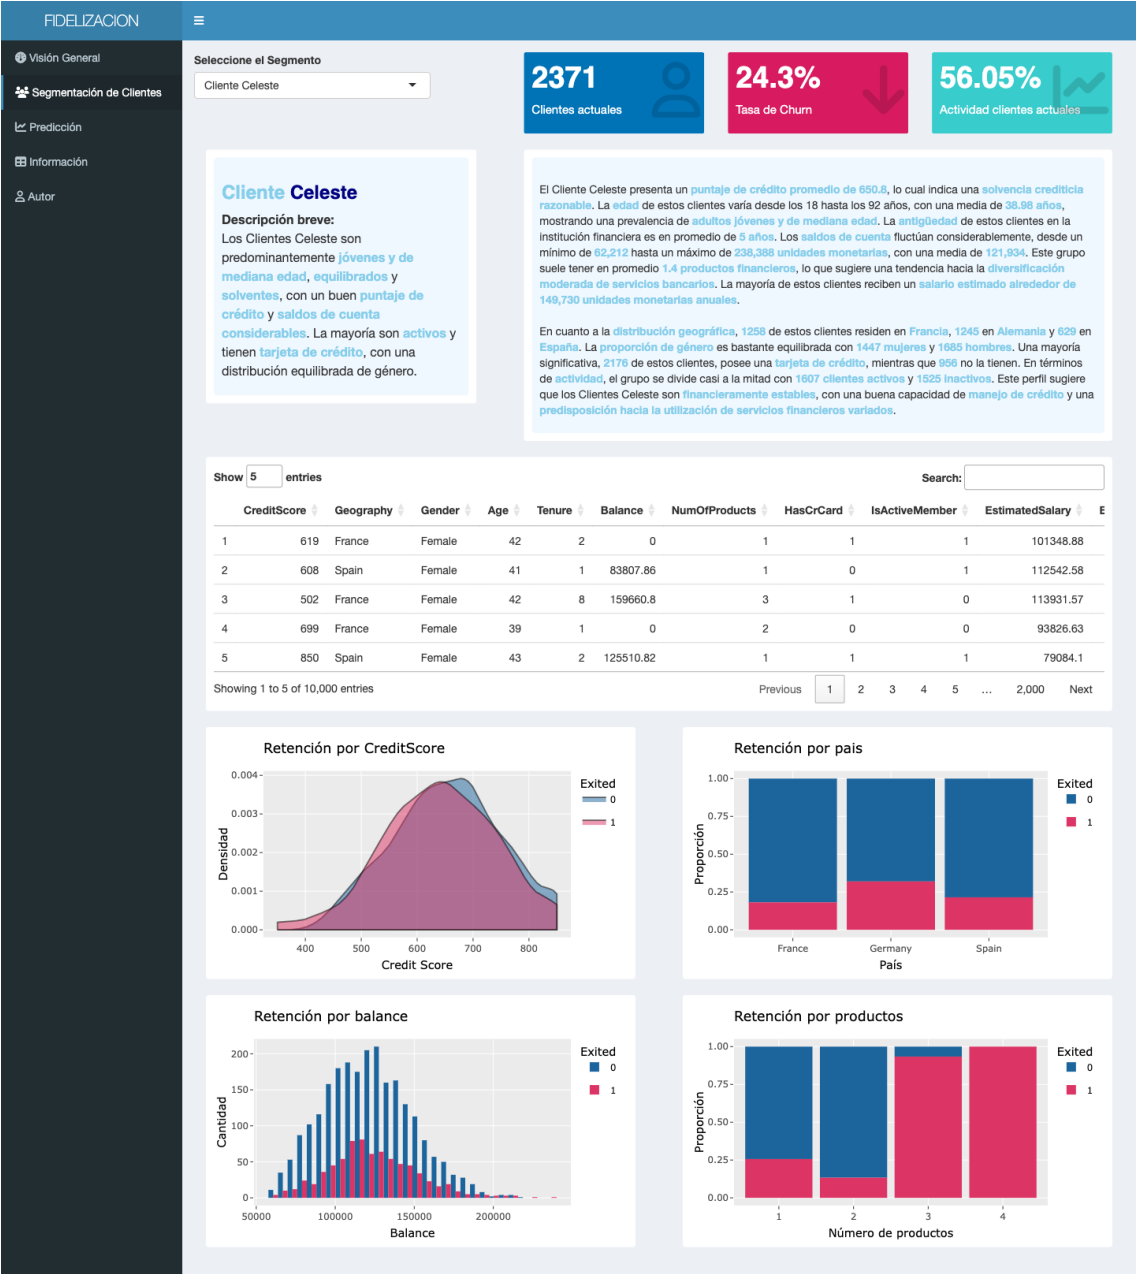 FIDELIZACION
Visión General
Segmentación de Clientes
Predicción
Información
Autor
Seleccione el Segmento
Cliente Celeste
2371
Clientes actuales
24.3%
Tasa de Churn
56.05%
Actividad clientes actuales
Cliente Celeste
Descripción breve:
Los Clientes Celeste son
predominantemente jóvenes y de
mediana edad, equilibrados y
solventes, con un buen puntaje de
crédito y saldos de cuenta
considerables. La mayoría son activos y
tienen tarjeta de crédito, con una
distribución equilibrada de género.
El Cliente Celeste presenta un puntaje de crédito promedio de 650.8, lo cual indica una solvencia crediticia
razonable. La edad de estos clientes varía desde los 18 hasta los 92 años, con una media de 38.98 años,
mostrando una prevalencia de adultos jóvenes y de mediana edad. La antigüedad de estos clientes en la
institución financiera es en promedio de 5 años. Los saldos de cuenta fluctúan considerablemente, desde un
mínimo de 62,212 hasta un máximo de 238,388 unidades monetarias, con una media de 121,934. Este grupo
suele tener en promedio 1.4 productos financieros, lo que sugiere una tendencia hacia la diversificación
moderada de servicios bancarios. La mayoría de estos clientes reciben un salario estimado alrededor de
149,730 unidades monetarias anuales.
En cuanto a la distribución geográfica, 1258 de estos clientes residen en Francia, 1245 en Alemania y 629 en
España. La proporción de género es bastante equilibrada con 1447 mujeres y 1685 hombres. Una mayoría
significativa, 2176 de estos clientes, posee una tarjeta de crédito, mientras que 956 no la tienen. En términos
de actividad, el grupo se divide casi a la mitad con 1607 clientes activos y 1525 inactivos. Este perfil sugiere
que los Clientes Celeste son financieramente estables, con una buena capacidad de manejo de crédito y una
predisposición hacia la utilización de servicios financieros variados.
Show 5 entries
Search:
CreditScore Geography Gender Age Tenure Balance NumOfProducts HasCrCard IsActiveMember EstimatedSalary E
1 619 France Female 42 2 0 1 1 1 101348.88
2 608 Spain Female 41 1 83807.86 1 0 1 112542.58
3 502 France Female 42 8 159660.8 3 1 0 113931.57
4 699 France Female 39 1 0 2 0 0 93826.63
5 850 Spain Female 43 2 125510.82 1 1 1 79084.1
Showing 1 to 5 of 10,000 entries
Previous 1 2 3 4 5 … 2,000 Next
Retención por CreditScore
0.004
0.003
0.002
0.001
0.000
Densidad
400 500 600 700 800
Credit Score
Exited
0
1
Retención por pais
1.00
0.75
0.50
0.25
0.00
Proporción
France Germany Spain
País
Exited
0
1
Retención por balance
200
150
100
50
0
Cantidad
50000 100000 150000 200000
Balance
Exited
0
1
Retención por productos
1.00
0.75
0.50
0.25
0.00
Proporción
1 2 3 4
Número de productos
Exited
0
1